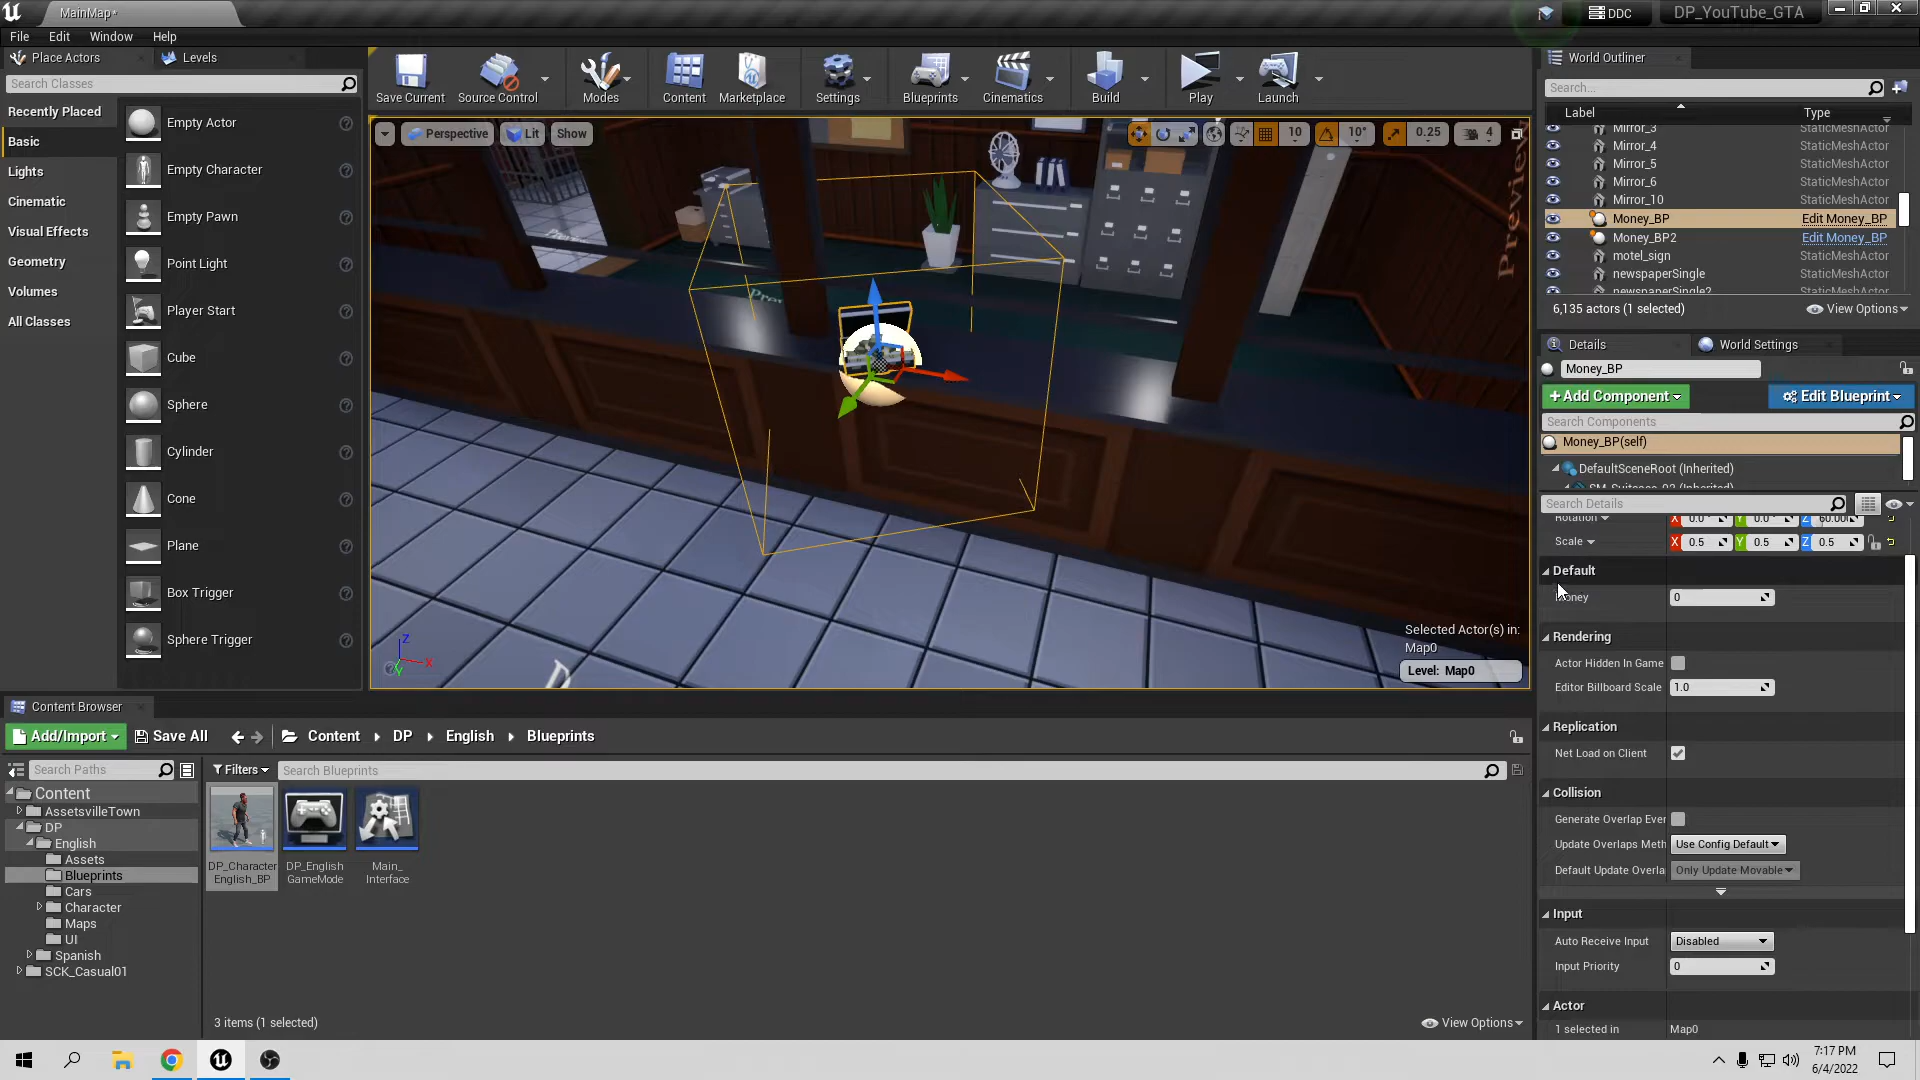 MainMap*
DDC
DP_YouTube_GTA
File
Edit
Window
Help
Place Actors
Levels
Search Classes
Recently Placed
Basic
Lights
Cinematic
Visual Effects
Geometry
Volumes
All Classes
Empty Actor
Empty Character
Empty Pawn
Point Light
Player Start
Cube
Sphere
Cylinder
Cone
Plane
Box Trigger
Sphere Trigger
Save Current
Source Control
Modes
Content
Marketplace
Settings
Blueprints
Cinematics
Build
Play
Launch
Perspective
Lit
Show
10
10°
0.25
4
Preview
Selected Actor(s) in:
Map0
Level: Map0
Z
X
Y
World Outliner
Search...
Label
Type
Mirror_3 StaticMeshActor
Mirror_4 StaticMeshActor
Mirror_5 StaticMeshActor
Mirror_6 StaticMeshActor
Mirror_10 StaticMeshActor
Money_BP Edit Money_BP
Money_BP2 Edit Money_BP
motel_sign StaticMeshActor
newspaperSingle StaticMeshActor
newspaperSingle2 StaticMeshActor
6,135 actors (1 selected)
View Options
Details
World Settings
Money_BP
+Add Component
Edit Blueprint
Search Components
Money_BP(self)
DefaultSceneRoot (Inherited)
Search Details
Rotation X 0.0° Y 0.0° Z
Scale X 0.5 Y 0.5 Z 0.5
Default
0
Rendering
Actor Hidden In Game
Editor Billboard Scale 1.0
Replication
Net Load on Client
Collision
Generate Overlap Ever
Update Overlaps Meth Use Config Default
Default Update Overla Only Update Movable
Input
Auto Receive Input Disabled
Input Priority 0
Actor
1 selected in Map0
Content Browser
Add/Import
Save All
Content
DP
English
Blueprints
Search Paths
Filters
Search Blueprints
Content
AssetsvilleTown
DP
English
Assets
Blueprints
Cars
Character
Maps
UI
Spanish
SCK_Casual01
DP_Character
English_BP
DP_English
GameMode
Main_
Interface
3 items (1 selected)
View Options
7:17 PM
6/4/2022